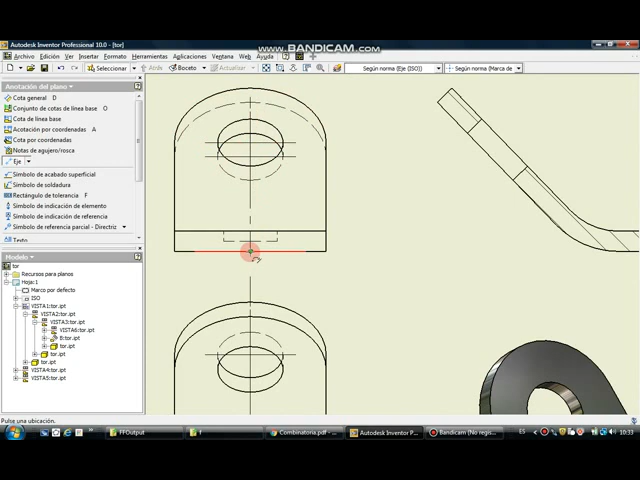 Autodesk Inventor Professional 10.0 - [tor]
www.BANDICAM.com
Archivo Edición Ver Insertar Formato Herramientas Aplicaciones Ventana Web Ayuda
Seleccionar Boceto Actualizar Según norma (Eje (ISO)) Según norma (Marca de
Anotación del plano
Cota general D
Conjunto de cotas de línea base O
Cota de línea base
Acotación por coordenadas A
Cota por coordenadas
Notas de agujero/rosca
Eje
Símbolo de acabado superficial
Símbolo de soldadura
Rectángulo de tolerancia F
Símbolo de indicación de elemento
Símbolo de indicación de referencia
Símbolo de referencia parcial - Directriz
Texto
Modelo
tor
Recursos para planos
Hoja:1
Marco por defecto
ISO
VISTA1:tor.ipt
VISTA2:tor.ipt
VISTA3:tor.ipt
VISTA6:tor.ipt
B:tor.ipt
tor.ipt
tor.ipt
tor.ipt
VISTA4:tor.ipt
VISTA5:tor.ipt
Pulse una ubicación.
FFOutput
f
Combinatoria.pdf - ...
Autodesk Inventor P...
Bandicam (No regis...
ES
10:33